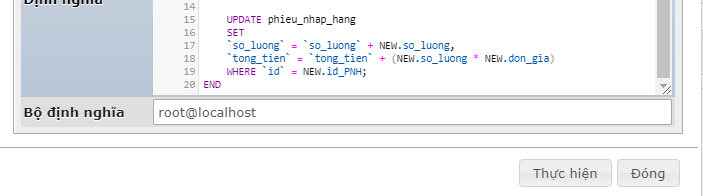 Định nghĩa
14
15 UPDATE phieu_nhap_hang
16 SET
17 `so_luong` = `so_luong` + NEW.so_luong,
18 `tong_tien` = `tong_tien` + (NEW.so_luong * NEW.don_gia)
19 WHERE `id` = NEW.id_PNH;
20 END
Bộ định nghĩa root@localhost
Thực hiện Đóng